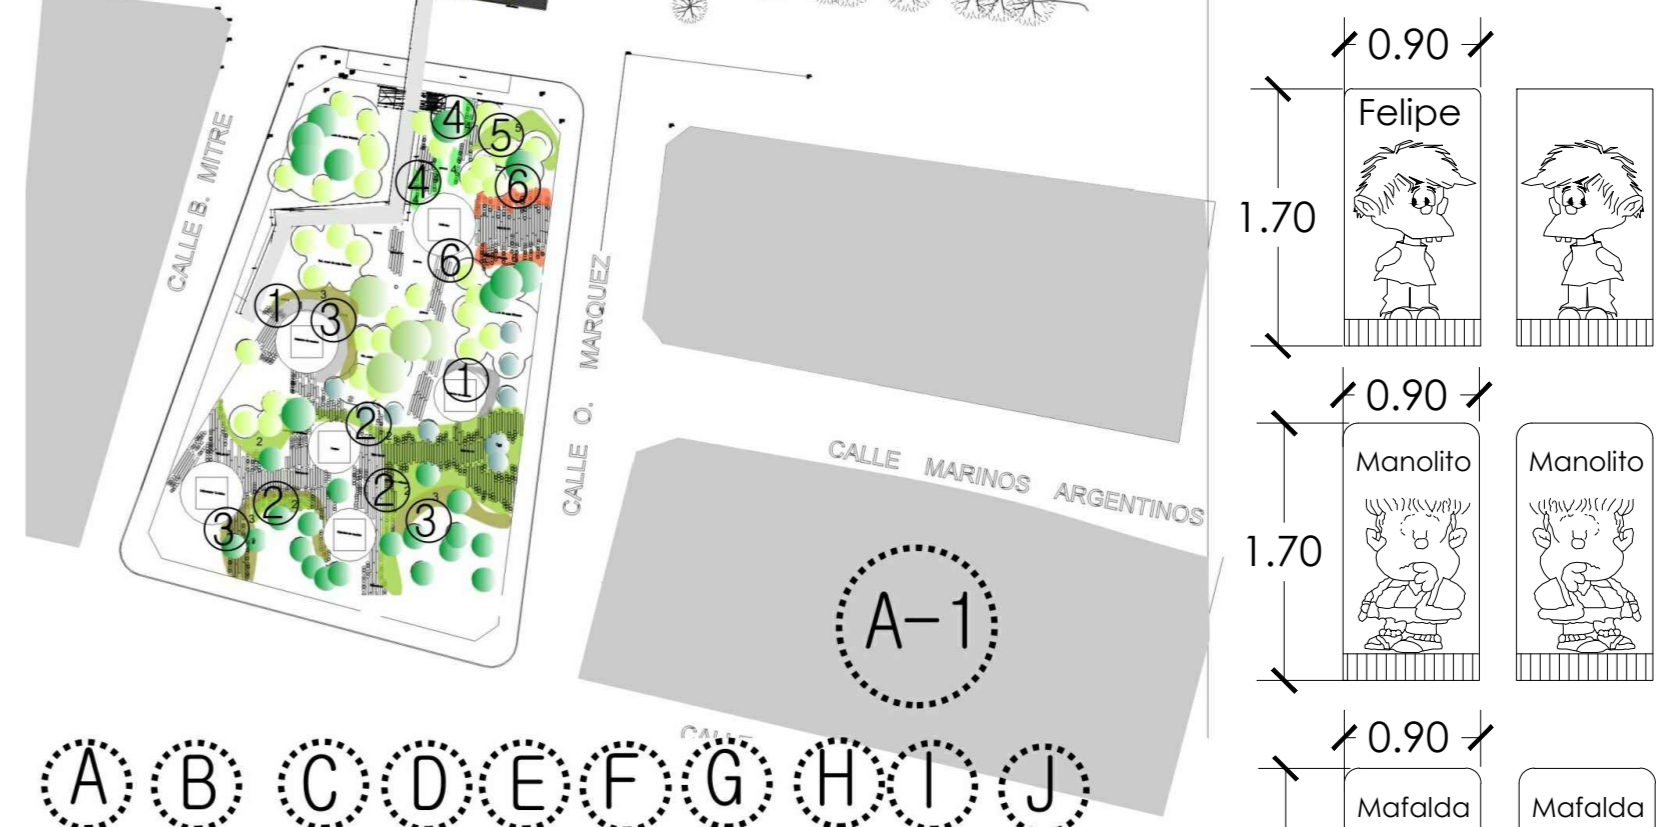 CALLE B. MITRE
4
5
4
6
6
1
3
1
2
2
2
3
3
CALLE O. MARQUEZ
CALLE MARINOS ARGENTINOS
CALLE
A-1
A B C D E F G H I J
0.90
Felipe
1.70
0.90
Manolito Manolito
1.70
0.90
Mafalda Mafalda